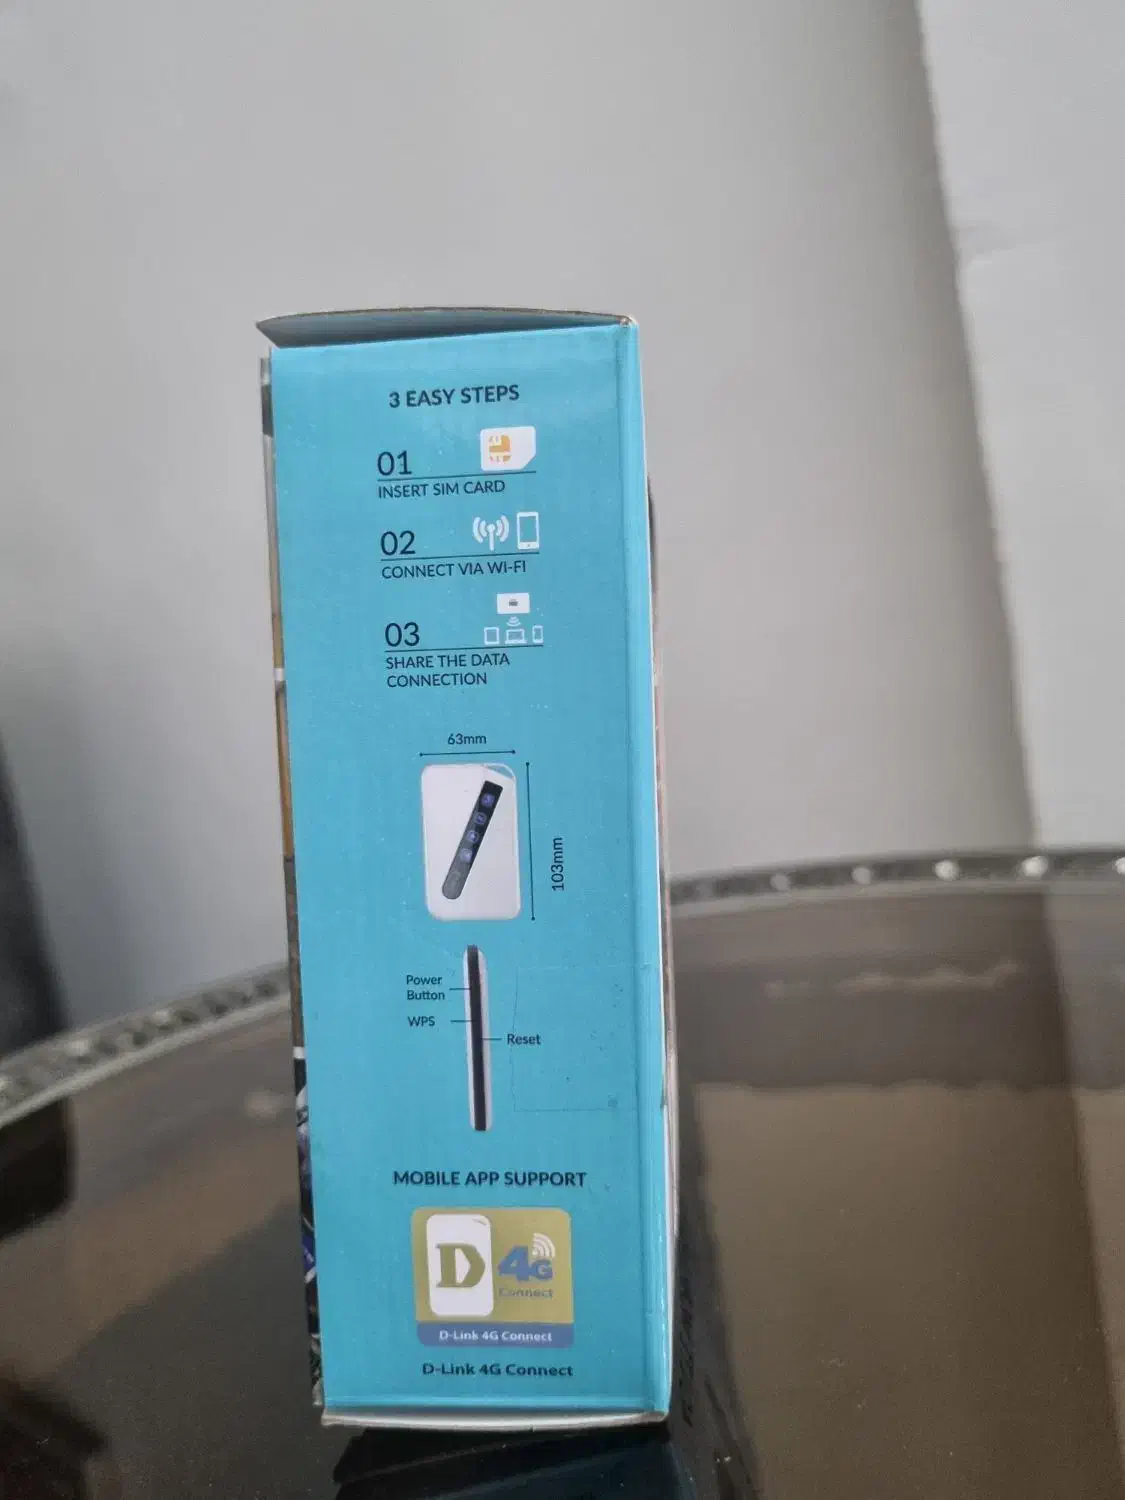 3 EASY STEPS
01
INSERT SIM CARD
02
CONNECT VIA WI-FI
03
SHARE THE DATA
CONNECTION
63mm
103mm
Power
Button
WPS
Reset
MOBILE APP SUPPORT
D 4G
Connect
D-Link 4G Connect
D-Link 4G Connect